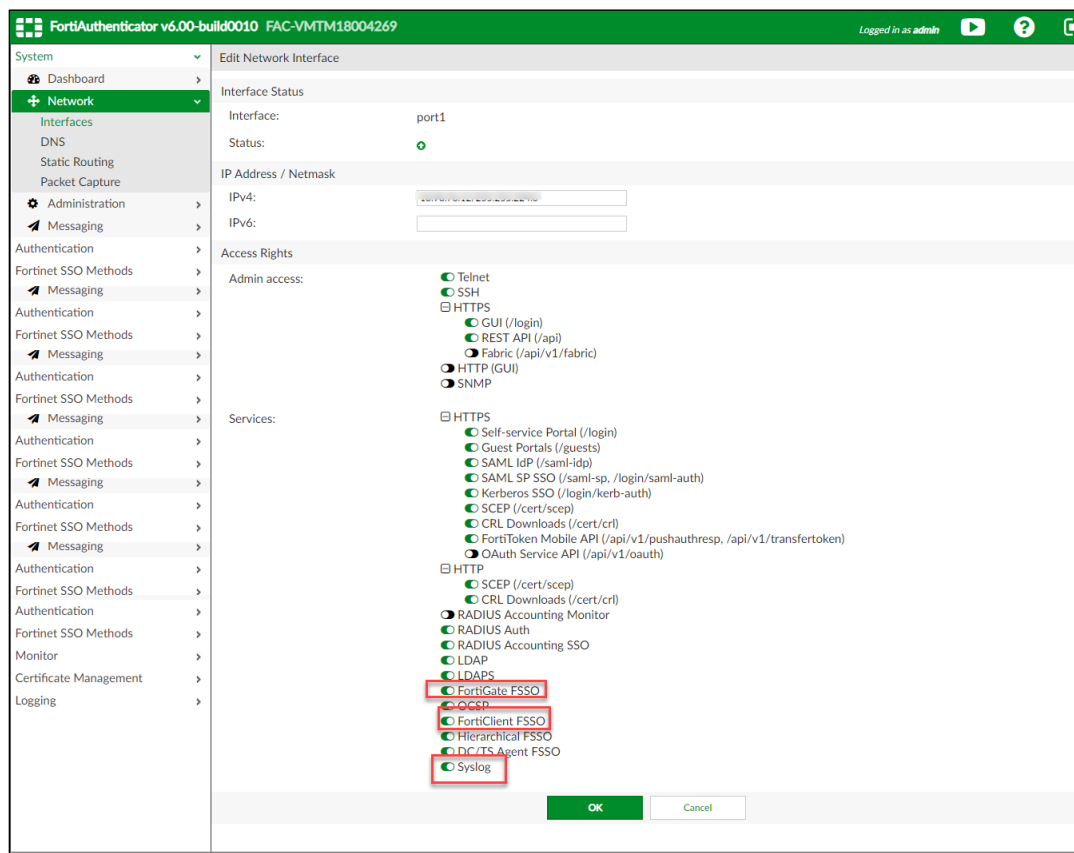 FortiAuthenticator v6.00-build0010 FAC-VMTM18004269
Logged in as admin
System
Dashboard
Network
Interfaces
DNS
Static Routing
Packet Capture
Administration
Messaging
Authentication
Fortinet SSO Methods
Messaging
Authentication
Fortinet SSO Methods
Messaging
Authentication
Fortinet SSO Methods
Messaging
Authentication
Fortinet SSO Methods
Messaging
Authentication
Fortinet SSO Methods
Messaging
Authentication
Fortinet SSO Methods
Authentication
Fortinet SSO Methods
Monitor
Certificate Management
Logging
Edit Network Interface
Interface Status
Interface: port1
Status:
IP Address / Netmask
IPv4:
IPv6:
Access Rights
Admin access:
Telnet
SSH
HTTPS
GUI (/login)
REST API (/api)
Fabric (/api/v1/fabric)
HTTP (GUI)
SNMP
Services:
HTTPS
Self-service Portal (/login)
Guest Portals (/guests)
SAML IdP (/saml-idp)
SAML SP SSO (/saml-sp, /login/saml-auth)
Kerberos SSO (/login/kerb-auth)
SCEP (/cert/scep)
CRL Downloads (/cert/crl)
FortiToken Mobile API (/api/v1/pushauthresp, /api/v1/transfertoken)
OAuth Service API (/api/v1/oauth)
HTTP
SCEP (/cert/scep)
CRL Downloads (/cert/crl)
RADIUS Accounting Monitor
RADIUS Auth
RADIUS Accounting SSO
LDAP
LDAPS
FortiGate FSSO
OCSP
FortiClient FSSO
Hierarchical FSSO
DC/TS Agent FSSO
Syslog
OK
Cancel